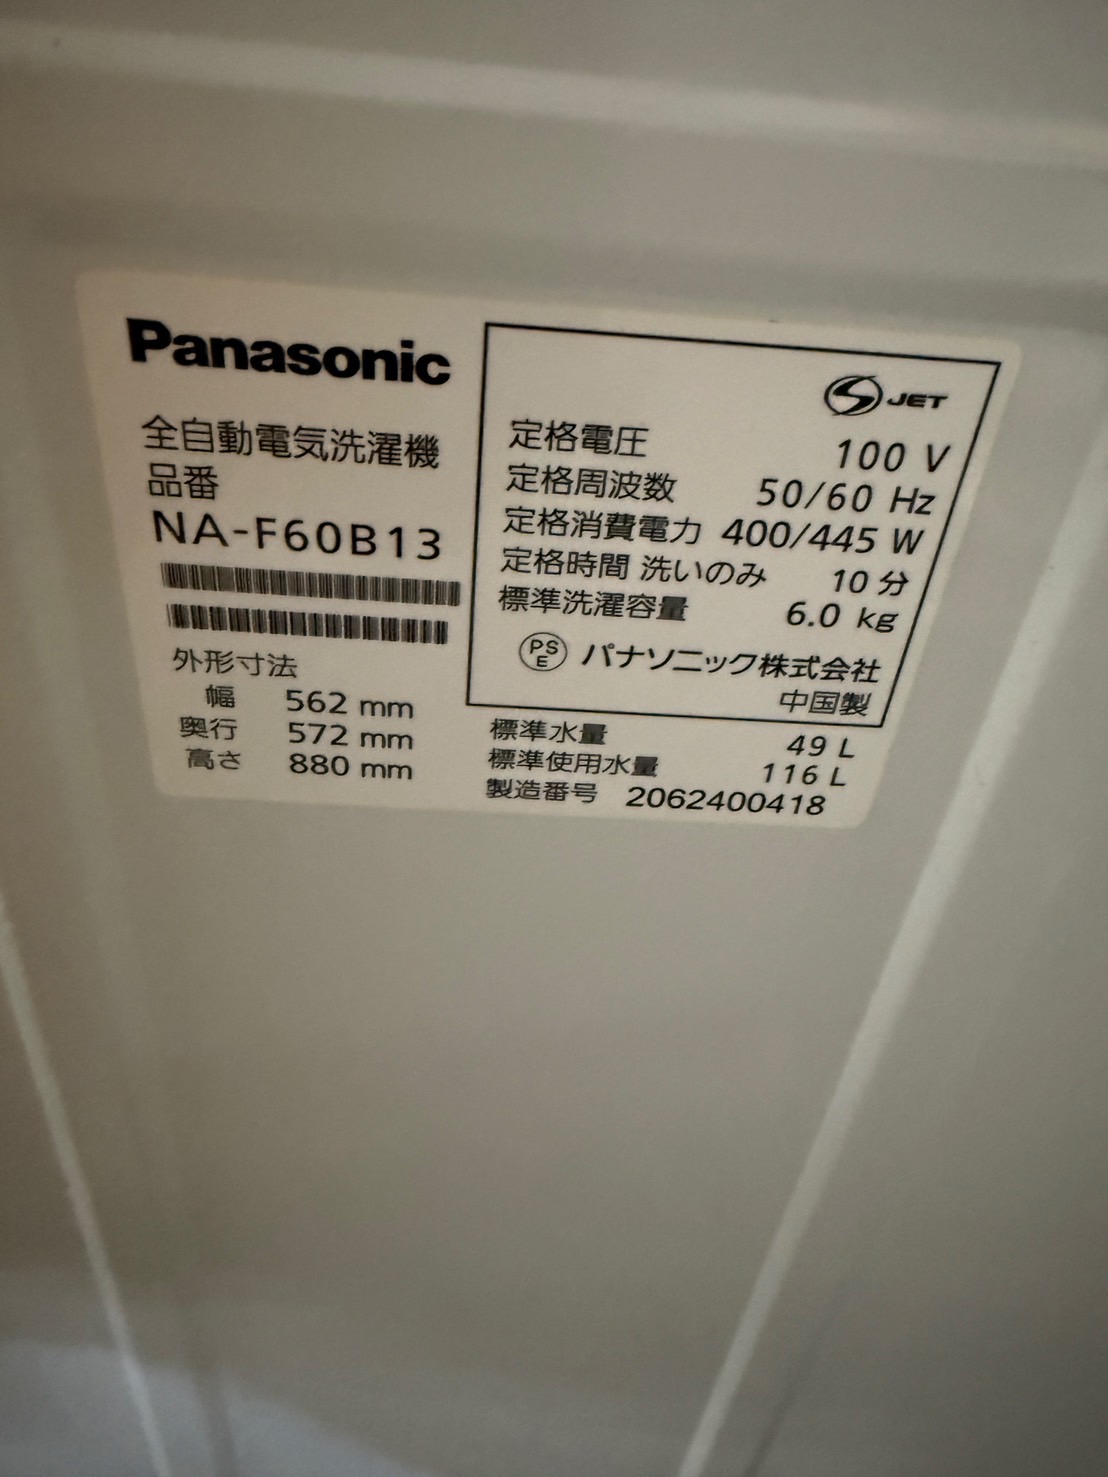 Panasonic
全自動電気洗濯機
品番
NA-F60B13
外形寸法
幅 562 mm
奥行 572 mm
高さ 880 mm
JET
定格電圧 100 V
定格周波数 50/60 Hz
定格消費電力 400/445 W
定格時間 洗いのみ 10 分
標準洗濯容量 6.0 kg
PS
E
パナソニック株式会社
中国製
標準水量 49 L
標準使用水量 116 L
製造番号 2062400418